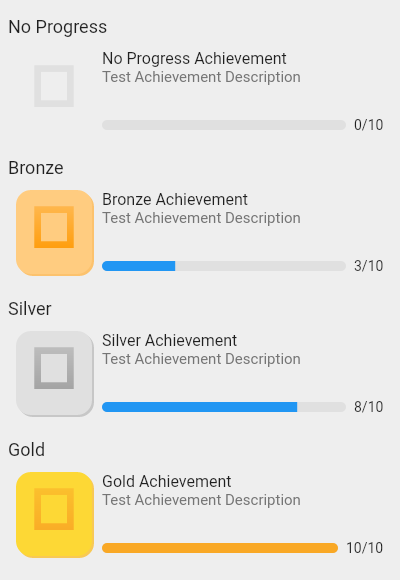 No Progress
No Progress Achievement
Test Achievement Description
0/10
Bronze
Bronze Achievement
Test Achievement Description
3/10
Silver
Silver Achievement
Test Achievement Description
8/10
Gold
Gold Achievement
Test Achievement Description
10/10